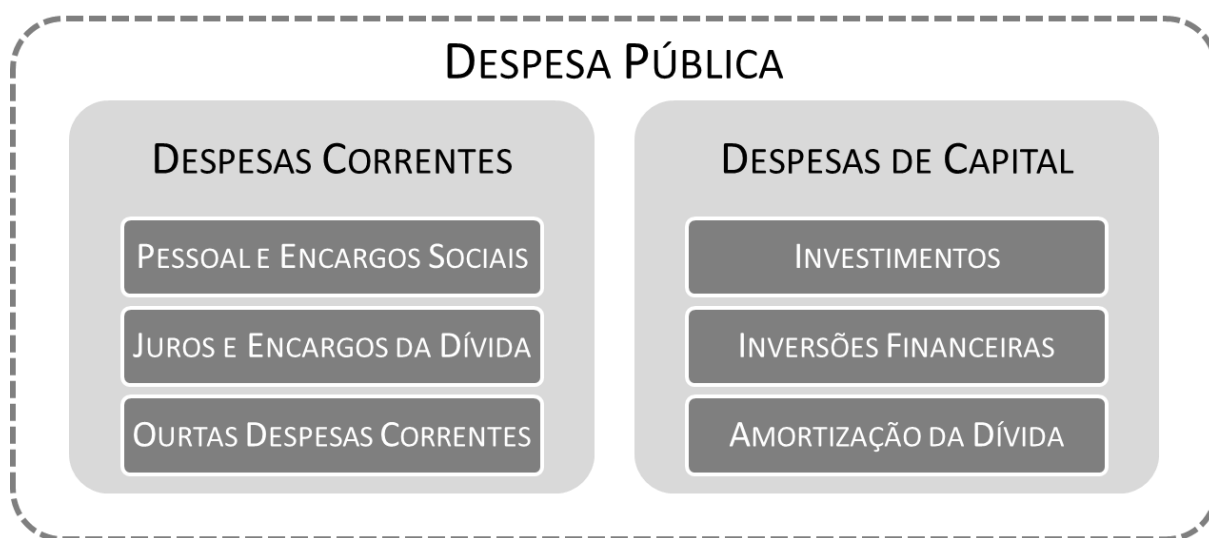 DESPESA PÚBLICA
DESPESAS CORRENTES
PESSOAL E ENCARGOS SOCIAIS
JUROS E ENCARGOS DA DÍVIDA
OURTAS DESPESAS CORRENTES
DESPESAS DE CAPITAL
INVESTIMENTOS
INVERSÕES FINANCEIRAS
AMORTIZAÇÃO DA DÍVIDA